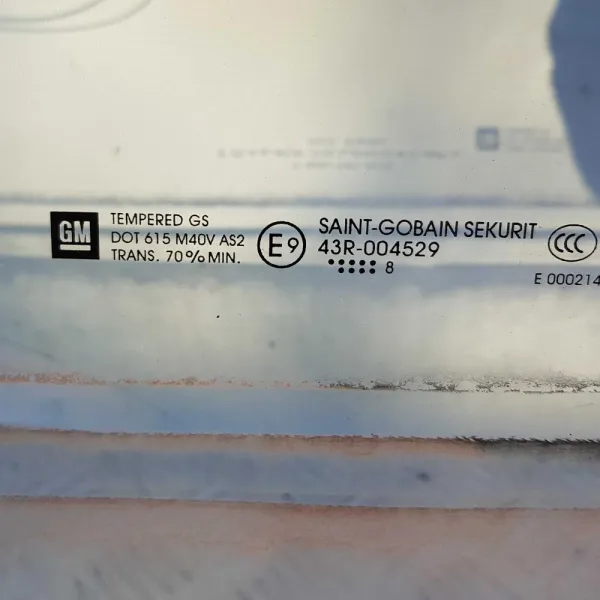 GM
TEMPERED GS
DOT 615 M40V AS2
TRANS. 70% MIN.
E9
SAINT-GOBAIN SEKURIT
43R-004529
8
CCC
E 000214